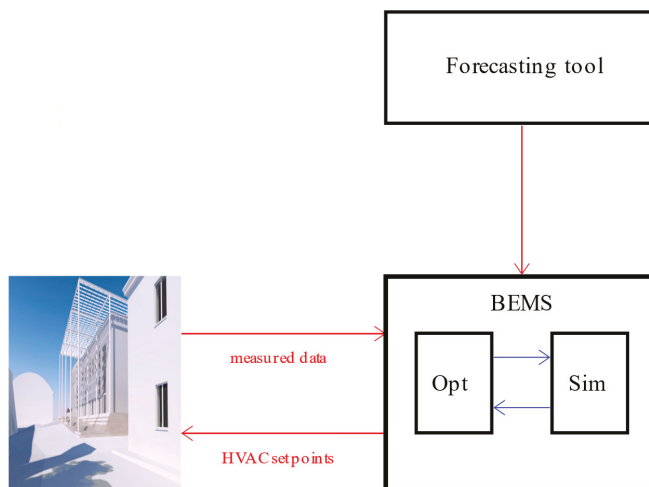 Forecasting tool
BEMS
measured data
Opt
Sim
HVAC setpoints